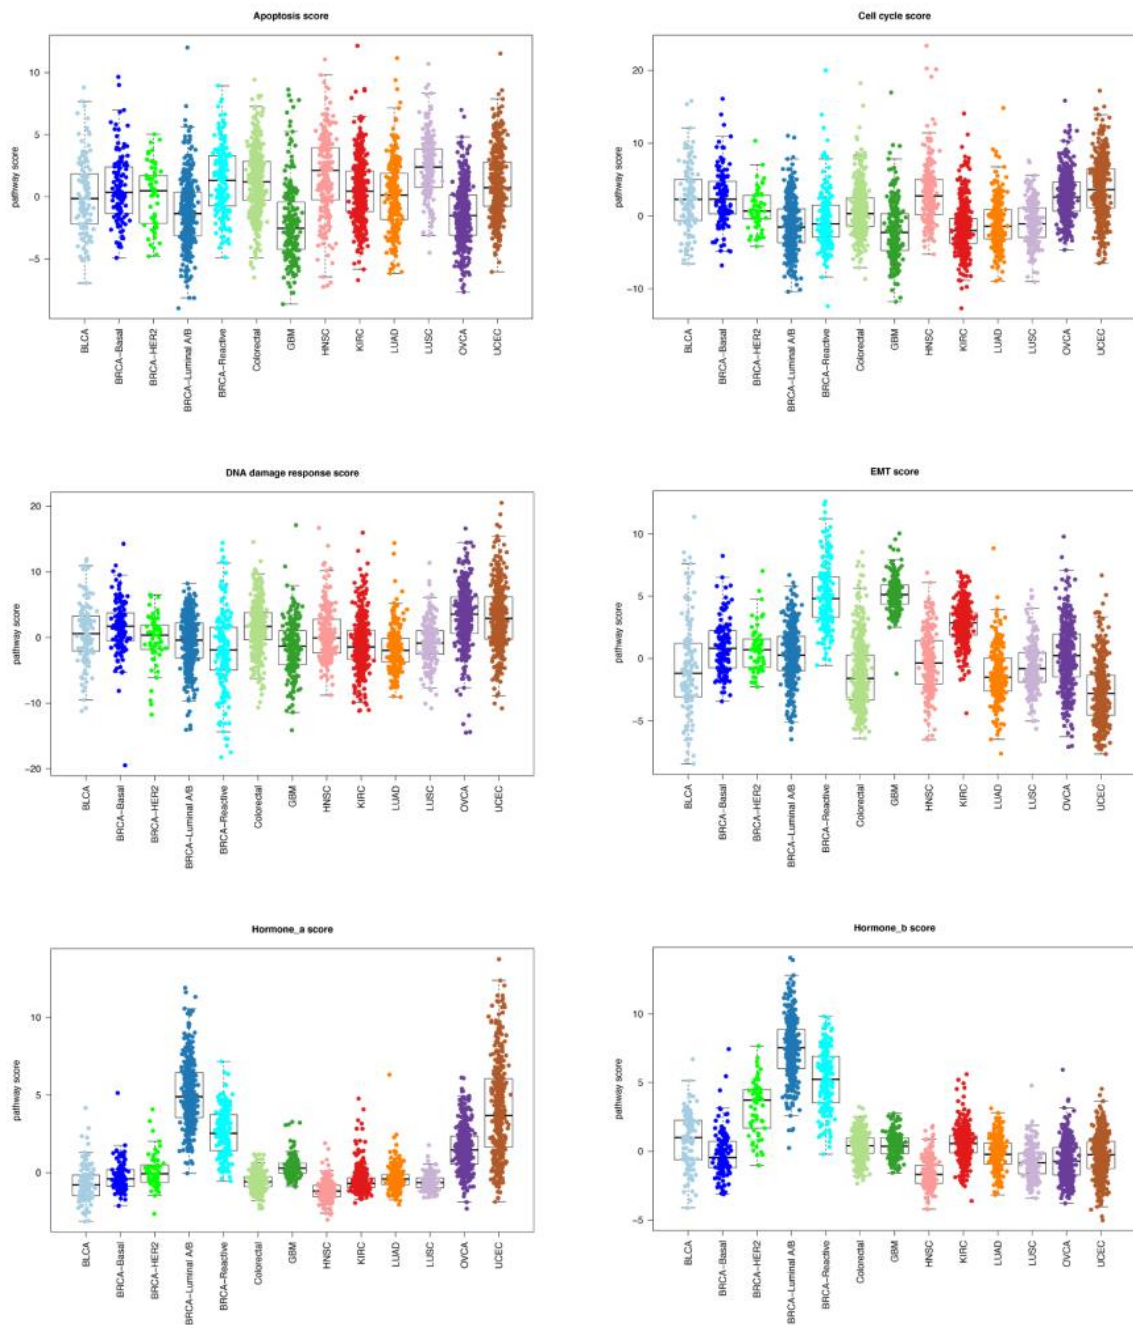 Apoptosis score
pathway score
10
5
0
−5
BLCA
BRCA−Basal
BRCA−HER2
BRCA−Luminal A/B
BRCA−Reactive
Colorectal
GBM
HNSC
KIRC
LUAD
LUSC
OVCA
UCEC
Cell cycle score
pathway score
20
10
0
−10
BLCA
BRCA−Basal
BRCA−HER2
BRCA−Luminal A/B
BRCA−Reactive
Colorectal
GBM
HNSC
KIRC
LUAD
LUSC
OVCA
UCEC
DNA damage response score
pathway score
20
10
0
−10
−20
BLCA
BRCA−Basal
BRCA−HER2
BRCA−Luminal A/B
BRCA−Reactive
Colorectal
GBM
HNSC
KIRC
LUAD
LUSC
OVCA
UCEC
EMT score
pathway score
10
5
0
−5
BLCA
BRCA−Basal
BRCA−HER2
BRCA−Luminal A/B
BRCA−Reactive
Colorectal
GBM
HNSC
KIRC
LUAD
LUSC
OVCA
UCEC
Hormone_a score
pathway score
10
5
0
BLCA
BRCA−Basal
BRCA−HER2
BRCA−Luminal A/B
BRCA−Reactive
Colorectal
GBM
HNSC
KIRC
LUAD
LUSC
OVCA
UCEC
Hormone_b score
pathway score
10
5
0
−5
BLCA
BRCA−Basal
BRCA−HER2
BRCA−Luminal A/B
BRCA−Reactive
Colorectal
GBM
HNSC
KIRC
LUAD
LUSC
OVCA
UCEC